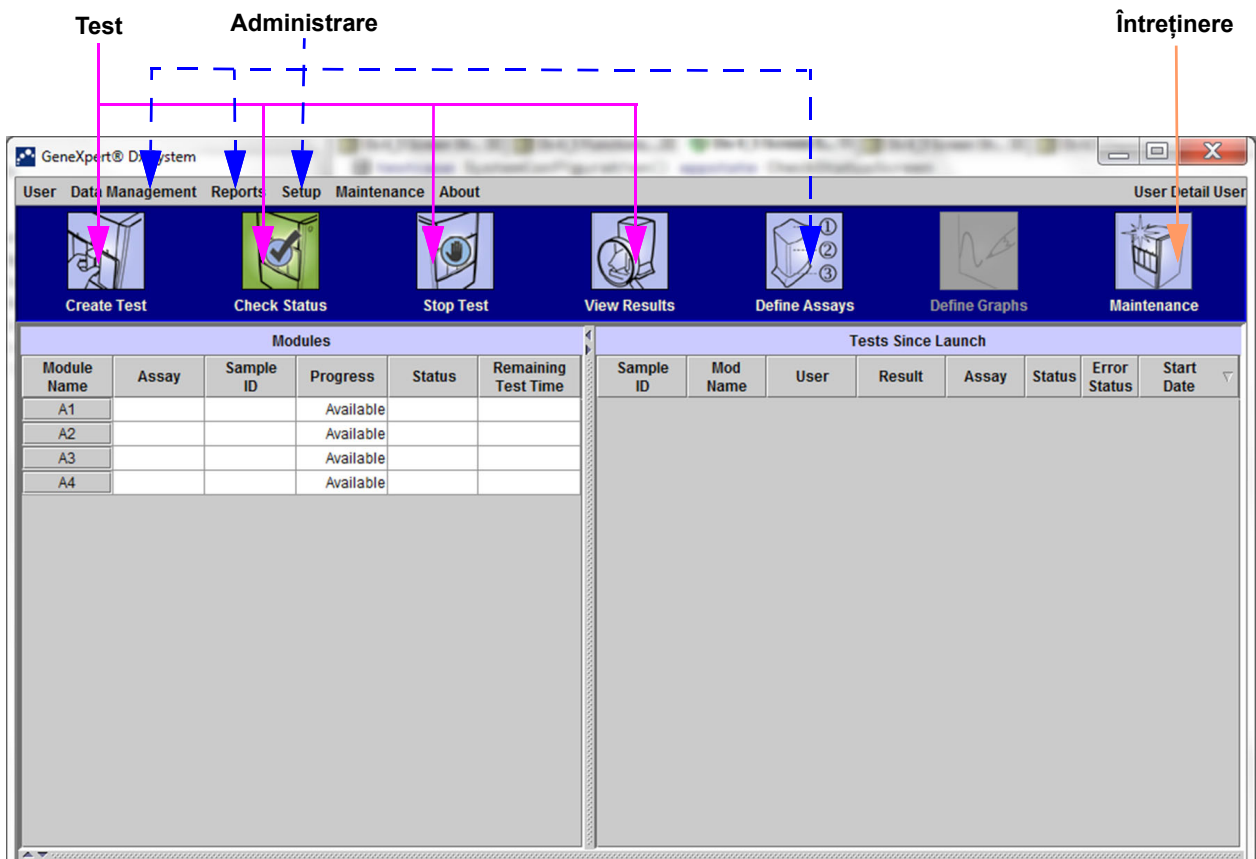 Test Administrare Întreținere
GeneXpert® Dx System
User Data Management Reports Setup Maintenance About User Detail User
Create Test Check Status Stop Test View Results Define Assays Define Graphs Maintenance
① ② ③
Modules
Module Name Assay Sample ID Progress Status Remaining Test Time
A1 Available
A2 Available
A3 Available
A4 Available
Tests Since Launch
Sample ID Mod Name User Result Assay Status Error Status Start Date